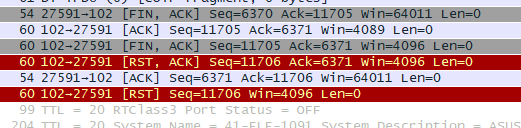 54 27591→102 [FIN, ACK] Seq=6370 Ack=11705 Win=64011 Len=0
60 102→27591 [ACK] Seq=11705 Ack=6371 Win=4089 Len=0
60 102→27591 [FIN, ACK] Seq=11705 Ack=6371 Win=4096 Len=0
60 102→27591 [RST, ACK] Seq=11706 Ack=6371 Win=4096 Len=0
54 27591→102 [ACK] Seq=6371 Ack=11706 Win=64011 Len=0
60 102→27591 [RST] Seq=11706 Win=4096 Len=0
99 TTL = 20 RTClass3 Port Status = OFF
204 TTL = 20 System Name = 41-ELE-1091 System Description = ASUS